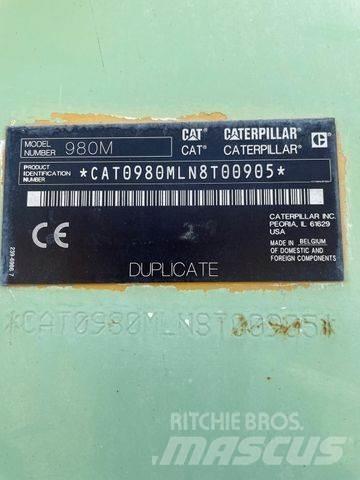 MODEL NUMBER 980M
CAT® CATERPILLAR®
CAT® CATERPILLAR®
PRODUCT IDENTIFICATION NUMBER
*CAT0980MLN8T00905*
CATERPILLAR INC.
PEORIA, IL 61629
USA
MADE IN BELGIUM
OF DOMESTIC AND
FOREIGN COMPONENTS
CE
DUPLICATE
*CAT0980MLN8T00905*
RITCHIE BROS.
MASCUS